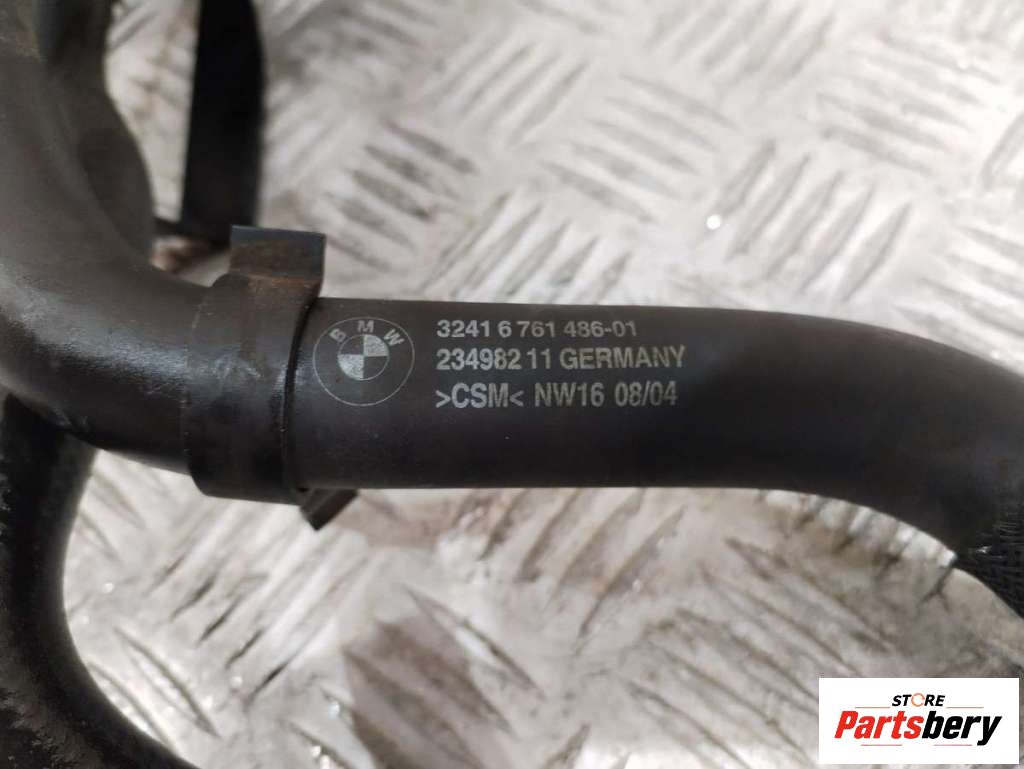 BMW
3241 6 761 486-01
234982 11 GERMANY
>CSM< NW16 08/04
STORE
Partsbery